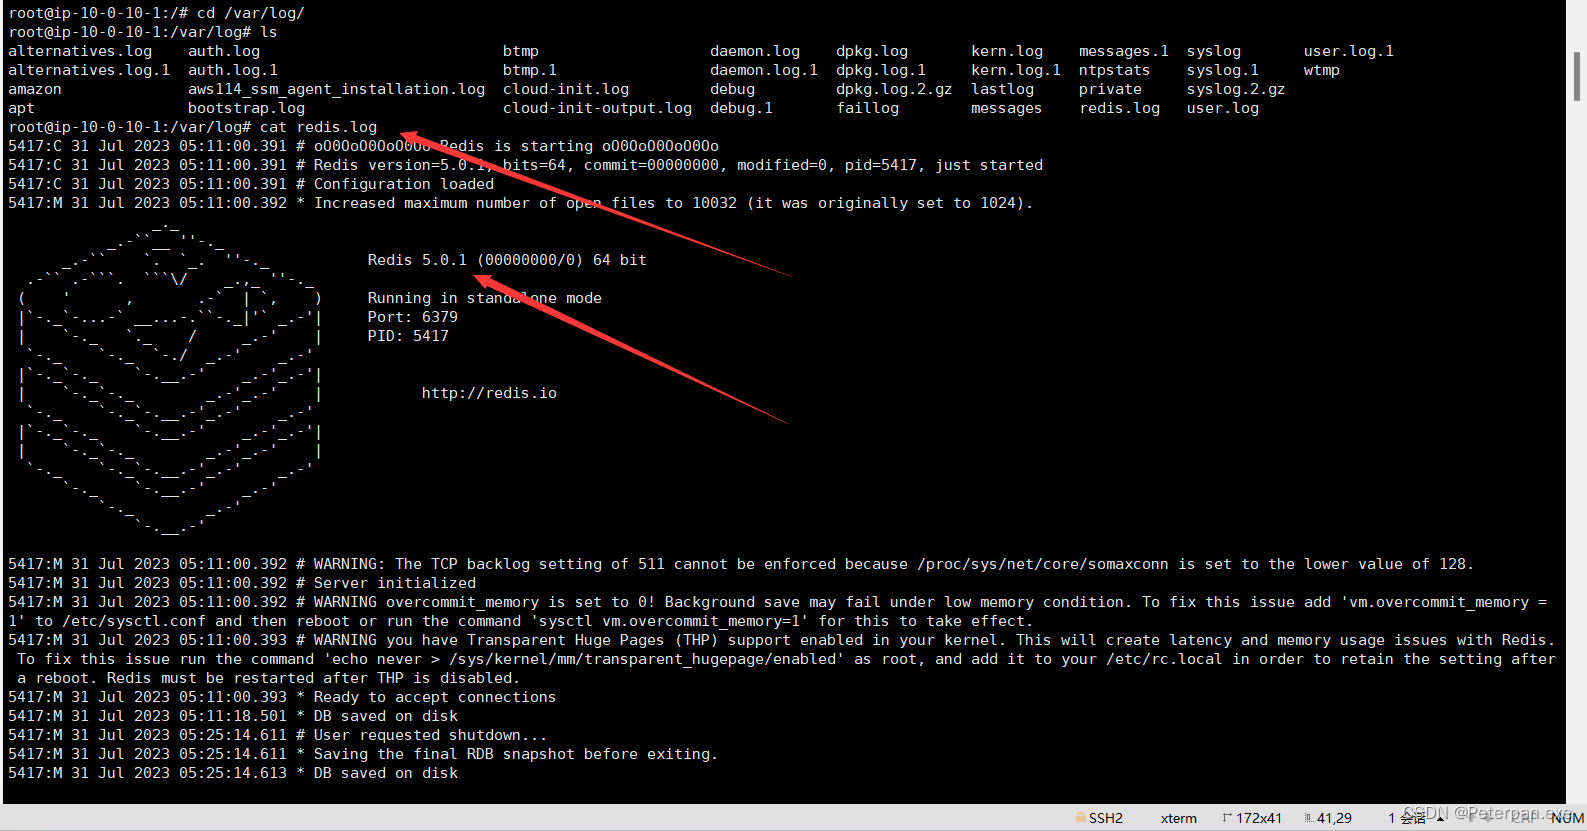 root@ip-10-0-10-1:/# cd /var/log/
root@ip-10-0-10-1:/var/log# ls
alternatives.log    auth.log                           btmp                   daemon.log    dpkg.log       kern.log    messages.1  syslog       user.log.1
alternatives.log.1  auth.log.1                         btmp.1                 daemon.log.1  dpkg.log.1     kern.log.1  ntpstats    syslog.1     wtmp
amazon              aws114_ssm_agent_installation.log  cloud-init.log         debug         dpkg.log.2.gz  lastlog     private     syslog.2.gz
apt                 bootstrap.log                      cloud-init-output.log  debug.1       faillog        messages    redis.log   user.log
root@ip-10-0-10-1:/var/log# cat redis.log
5417:C 31 Jul 2023 05:11:00.391 # oO0OoO0OoO0Oo Redis is starting oO0OoO0OoO0Oo
5417:C 31 Jul 2023 05:11:00.391 # Redis version=5.0.1, bits=64, commit=00000000, modified=0, pid=5417, just started
5417:C 31 Jul 2023 05:11:00.391 # Configuration loaded
5417:M 31 Jul 2023 05:11:00.392 * Increased maximum number of open files to 10032 (it was originally set to 1024).
Redis 5.0.1 (00000000/0) 64 bit
Running in standalone mode
Port: 6379
PID: 5417
http://redis.io
5417:M 31 Jul 2023 05:11:00.392 # WARNING: The TCP backlog setting of 511 cannot be enforced because /proc/sys/net/core/somaxconn is set to the lower value of 128.
5417:M 31 Jul 2023 05:11:00.392 # Server initialized
5417:M 31 Jul 2023 05:11:00.392 # WARNING overcommit_memory is set to 0! Background save may fail under low memory condition. To fix this issue add 'vm.overcommit_memory =
1' to /etc/sysctl.conf and then reboot or run the command 'sysctl vm.overcommit_memory=1' for this to take effect.
5417:M 31 Jul 2023 05:11:00.393 # WARNING you have Transparent Huge Pages (THP) support enabled in your kernel. This will create latency and memory usage issues with Redis.
To fix this issue run the command 'echo never > /sys/kernel/mm/transparent_hugepage/enabled' as root, and add it to your /etc/rc.local in order to retain the setting after
a reboot. Redis must be restarted after THP is disabled.
5417:M 31 Jul 2023 05:11:00.393 * Ready to accept connections
5417:M 31 Jul 2023 05:11:18.501 * DB saved on disk
5417:M 31 Jul 2023 05:25:14.611 # User requested shutdown...
5417:M 31 Jul 2023 05:25:14.611 * Saving the final RDB snapshot before exiting.
5417:M 31 Jul 2023 05:25:14.613 * DB saved on disk
SSH2 xterm 172x41 41,29 1 会话 CAP NUM
CSDN @Peterpan.exe